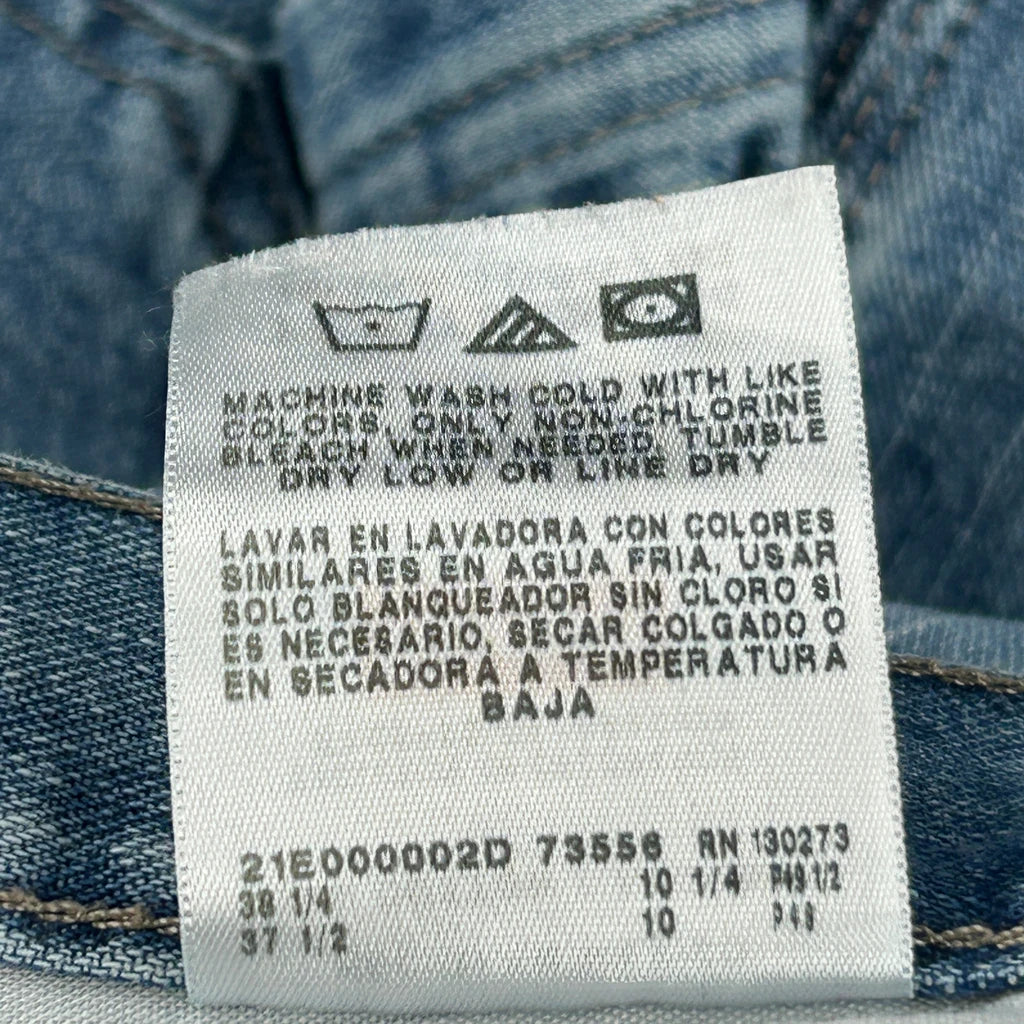 MACHINE WASH COLD WITH LIKE
COLORS, ONLY NON-CHLORINE
BLEACH WHEN NEEDED, TUMBLE
DRY LOW OR LINE DRY
LAVAR EN LAVADORA CON COLORES
SIMILARES EN AGUA FRIA, USAR
SOLO BLANQUEADOR SIN CLORO SI
ES NECESARIO, SECAR COLGADO O
EN SECADORA A TEMPERATURA
BAJA
21E000002D 73556 RN 130273
38 1/4 10 1/4 P49 1/2
37 1/2 10 P48